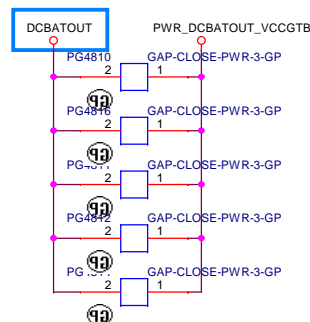 DCBATOUT PWR_DCBATOUT_VCCGTB
PG4810 GAP-CLOSE-PWR-3-GP
2 1
GP
PG4816 GAP-CLOSE-PWR-3-GP
2 1
GP
GAP-CLOSE-PWR-3-GP
2 1
GP
PG4812 GAP-CLOSE-PWR-3-GP
2 1
GP
GAP-CLOSE-PWR-3-GP
2 1
GP